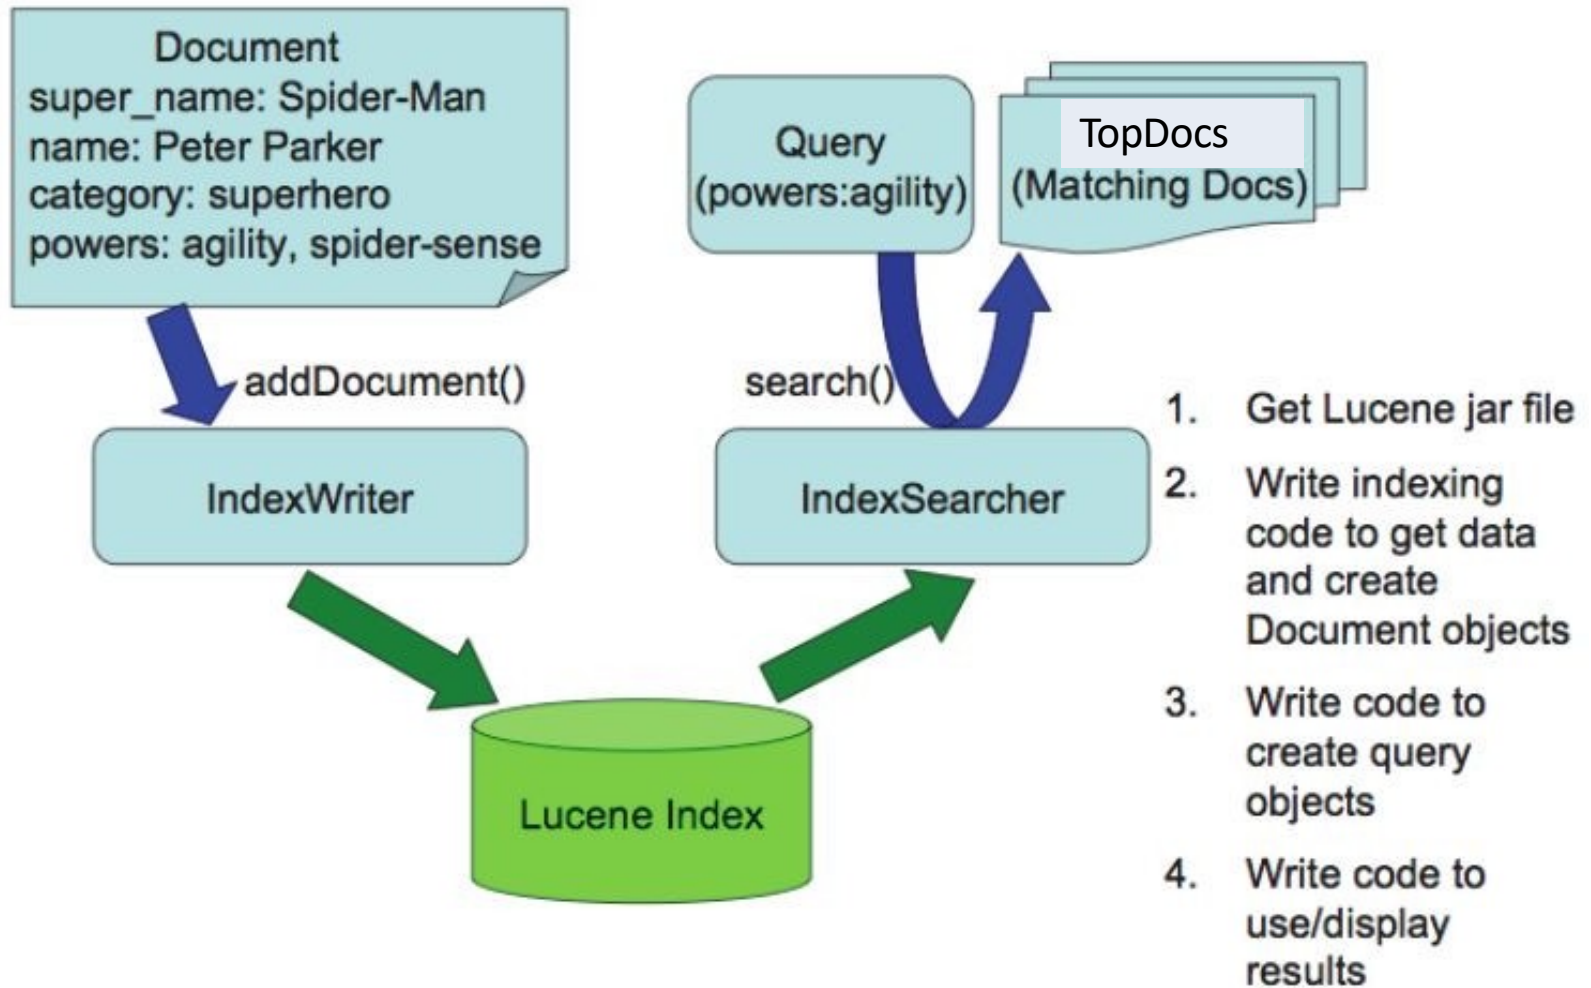 Document
super_name: Spider-Man
name: Peter Parker
category: superhero
powers: agility, spider-sense
addDocument()
IndexWriter
Lucene Index
Query
(powers:agility)
TopDocs
(Matching Docs)
search()
IndexSearcher
1. Get Lucene jar file
2. Write indexing
code to get data
and create
Document objects
3. Write code to
create query
objects
4. Write code to
use/display
results